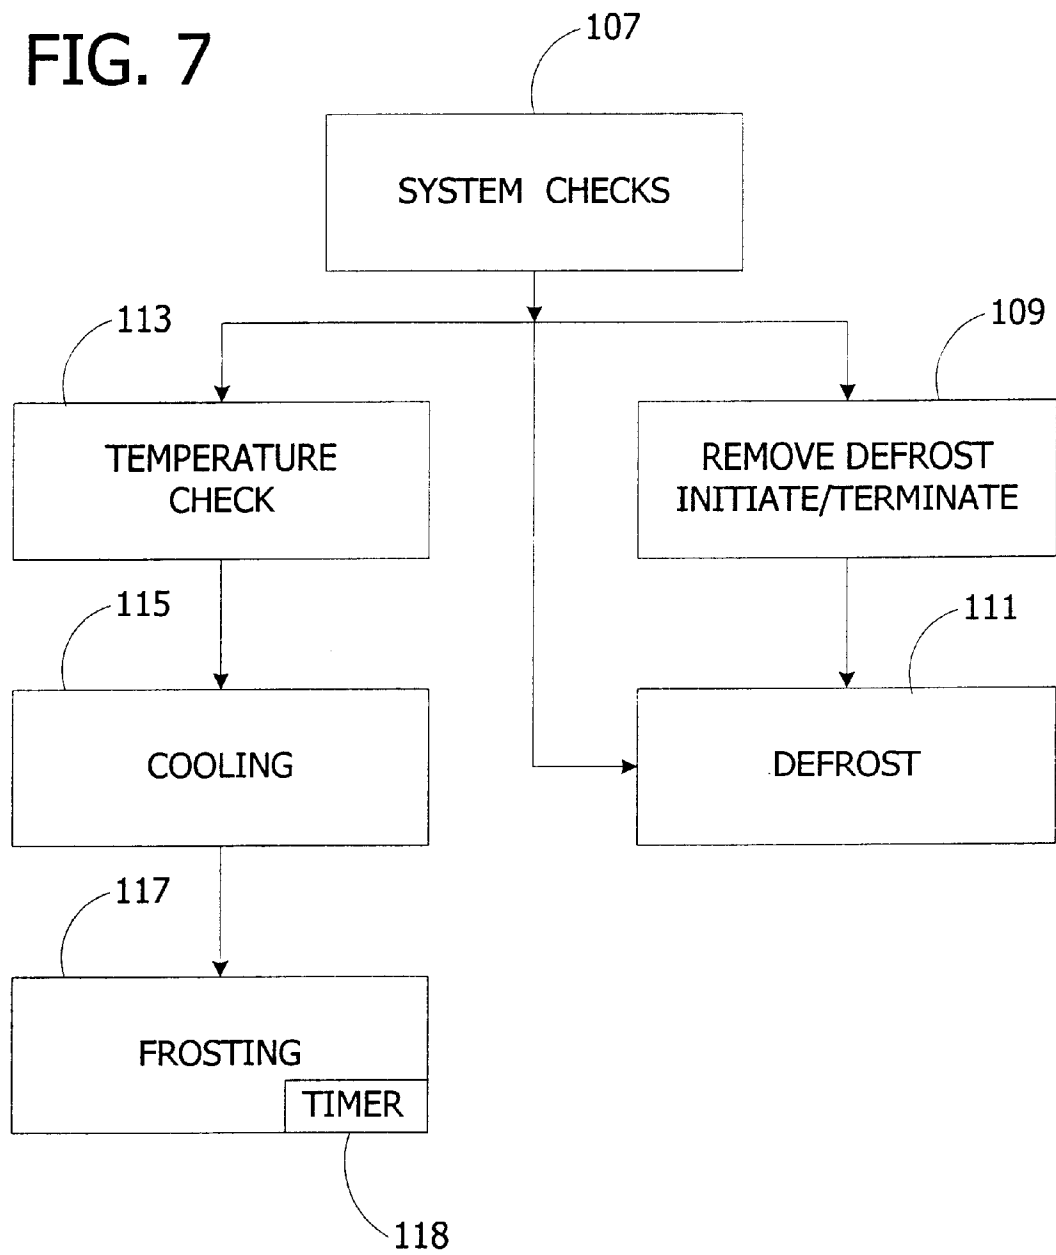 FIG. 7
107
SYSTEM CHECKS
113
109
TEMPERATURE
CHECK
REMOVE DEFROST
INITIATE/TERMINATE
115
111
COOLING
DEFROST
117
FROSTING
TIMER
118